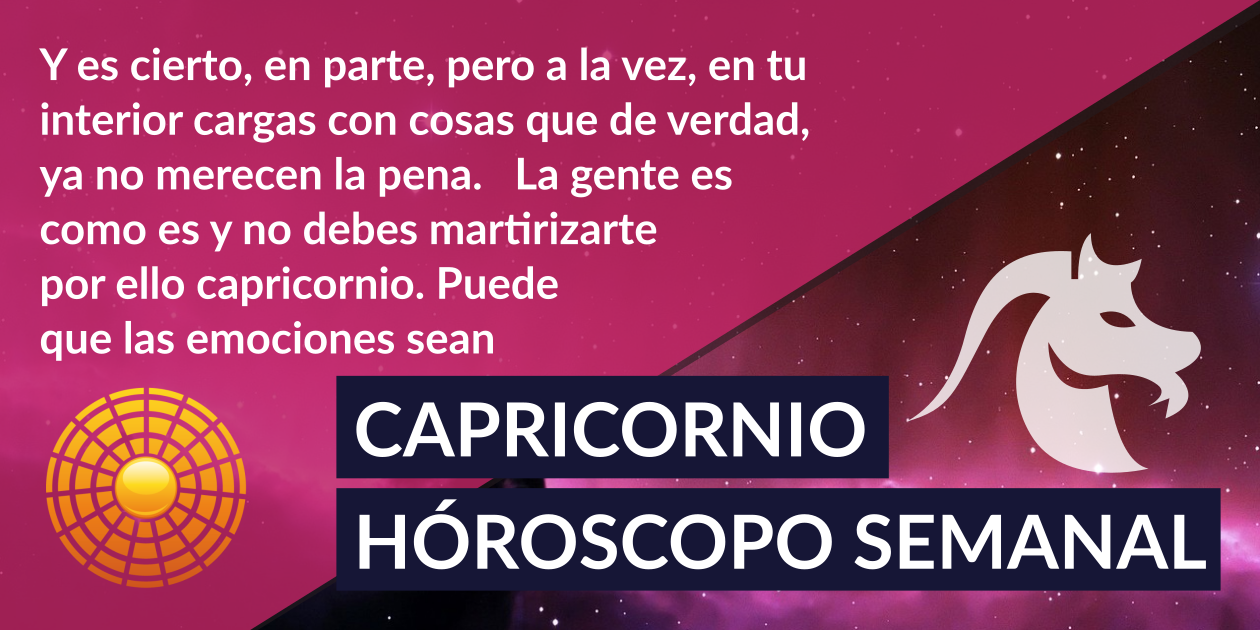 Y es cierto, en parte, pero a la vez, en tu
interior cargas con cosas que de verdad,
ya no merecen la pena.   La gente es
como es y no debes martirizarte
por ello capricornio. Puede
que las emociones sean
CAPRICORNIO
HÓROSCOPO SEMANAL